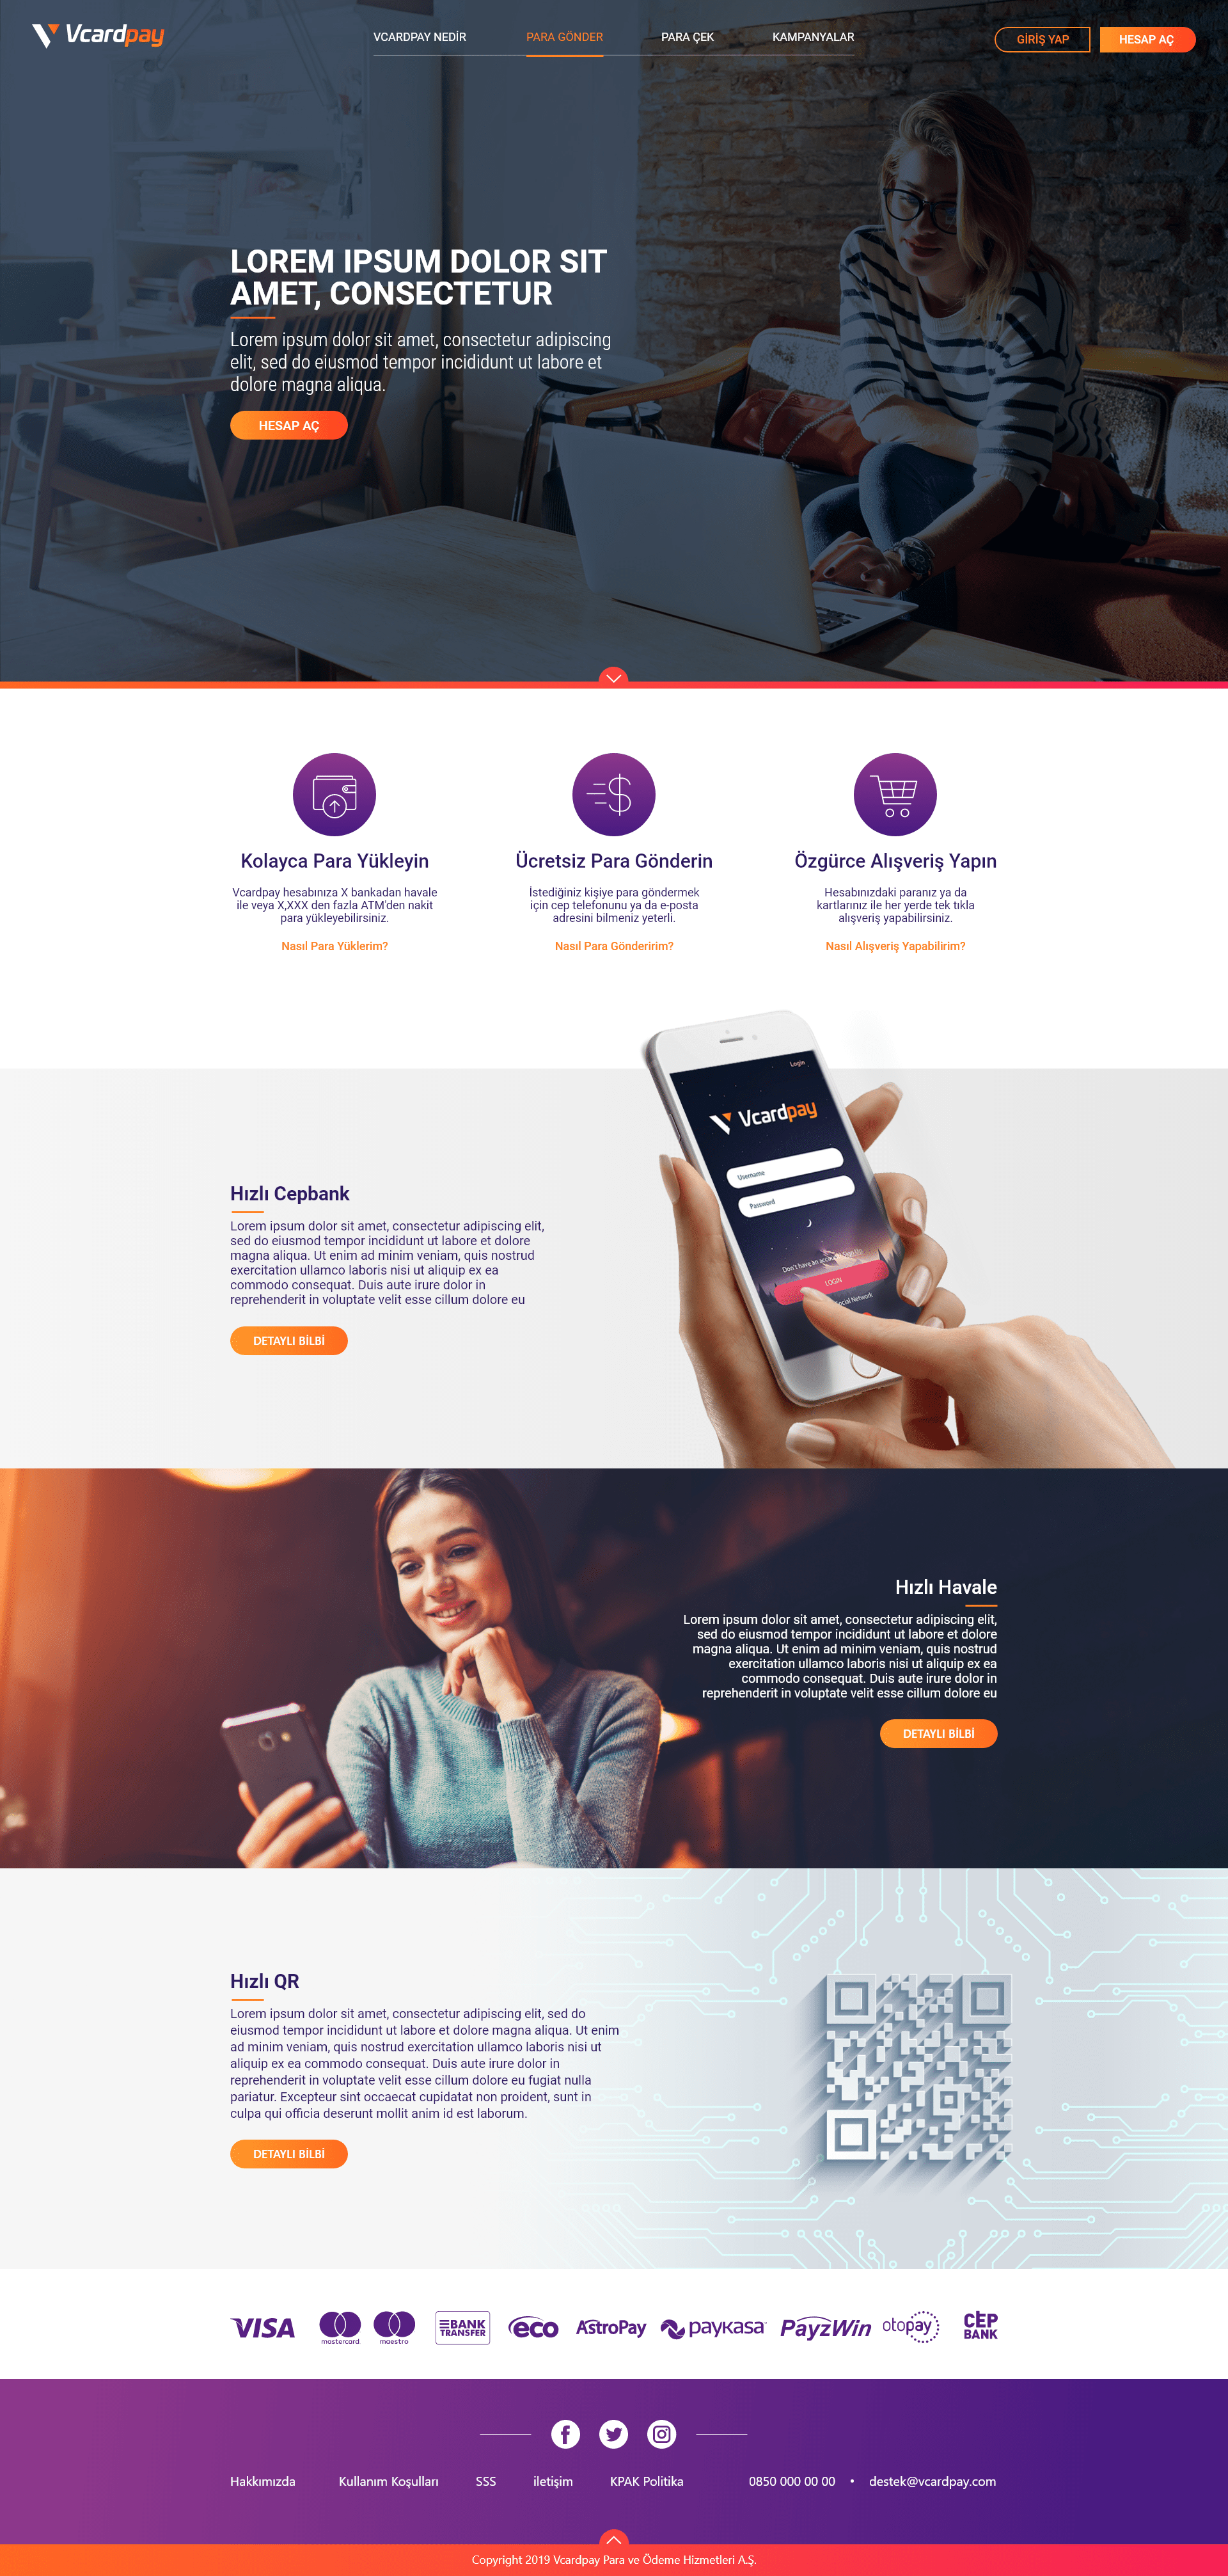 Vcardpay
VCARDPAY NEDİR
PARA GÖNDER
PARA ÇEK
KAMPANYALAR
GİRİŞ YAP
HESAP AÇ
LOREM IPSUM DOLOR SIT
AMET, CONSECTETUR
Lorem ipsum dolor sit amet, consectetur adipiscing
elit, sed do eiusmod tempor incididunt ut labore et
dolore magna aliqua.
HESAP AÇ
Kolayca Para Yükleyin
Vcardpay hesabınıza X bankadan havale
ile veya X,XXX den fazla ATM'den nakit
para yükleyebilirsiniz.
Nasıl Para Yüklerim?
Ücretsiz Para Gönderin
İstediğiniz kişiye para göndermek
için cep telefonunu ya da e-posta
adresini bilmeniz yeterli.
Nasıl Para Gönderirim?
Özgürce Alışveriş Yapın
Hesabınızdaki paranız ya da
kartlarınız ile her yerde tek tıkla
alışveriş yapabilirsiniz.
Nasıl Alışveriş Yapabilirim?
Login
Vcardpay
Username
Password
Don't have an account? Sign Up
LOGIN
Social Network
Hızlı Cepbank
Lorem ipsum dolor sit amet, consectetur adipiscing elit,
sed do eiusmod tempor incididunt ut labore et dolore
magna aliqua. Ut enim ad minim veniam, quis nostrud
exercitation ullamco laboris nisi ut aliquip ex ea
commodo consequat. Duis aute irure dolor in
reprehenderit in voluptate velit esse cillum dolore eu
DETAYLI BİLBİ
Hızlı Havale
Lorem ipsum dolor sit amet, consectetur adipiscing elit,
sed do eiusmod tempor incididunt ut labore et dolore
magna aliqua. Ut enim ad minim veniam, quis nostrud
exercitation ullamco laboris nisi ut aliquip ex ea
commodo consequat. Duis aute irure dolor in
reprehenderit in voluptate velit esse cillum dolore eu
DETAYLI BİLBİ
Hızlı QR
Lorem ipsum dolor sit amet, consectetur adipiscing elit, sed do
eiusmod tempor incididunt ut labore et dolore magna aliqua. Ut enim
ad minim veniam, quis nostrud exercitation ullamco laboris nisi ut
aliquip ex ea commodo consequat. Duis aute irure dolor in
reprehenderit in voluptate velit esse cillum dolore eu fugiat nulla
pariatur. Excepteur sint occaecat cupidatat non proident, sunt in
culpa qui officia deserunt mollit anim id est laborum.
DETAYLI BİLBİ
VISA
mastercard
maestro
BANK
TRANSFER
eco
AstroPay
paykasa
PayzWin
otopay
CEP
BANK
Hakkımızda
Kullanım Koşulları
SSS
iletişim
KPAK Politika
0850 000 00 00 • destek@vcardpay.com
Copyright 2019 Vcardpay Para ve Ödeme Hizmetleri A.Ş.